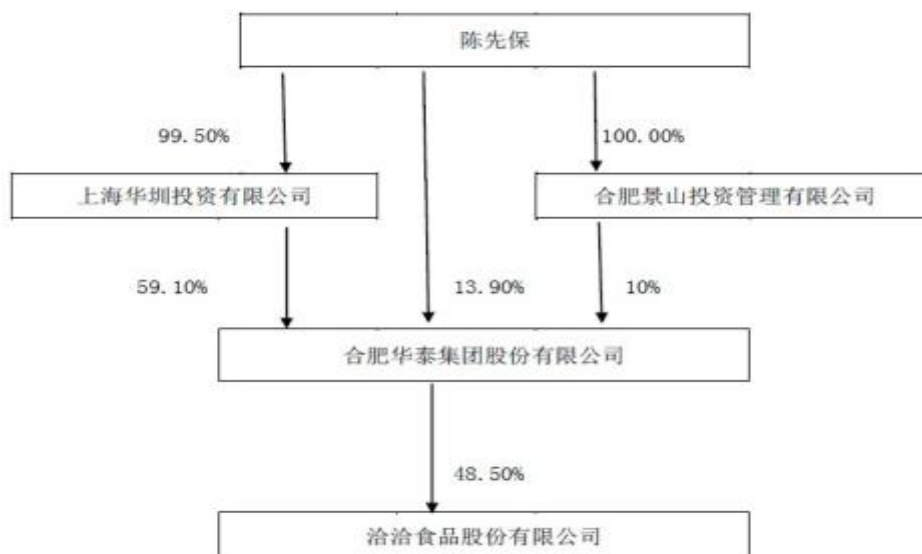 陈先保
99.50%
100.00%
上海华圳投资有限公司
合肥景山投资管理有限公司
59.10%
13.90%
10%
合肥华泰集团股份有限公司
48.50%
洽洽食品股份有限公司